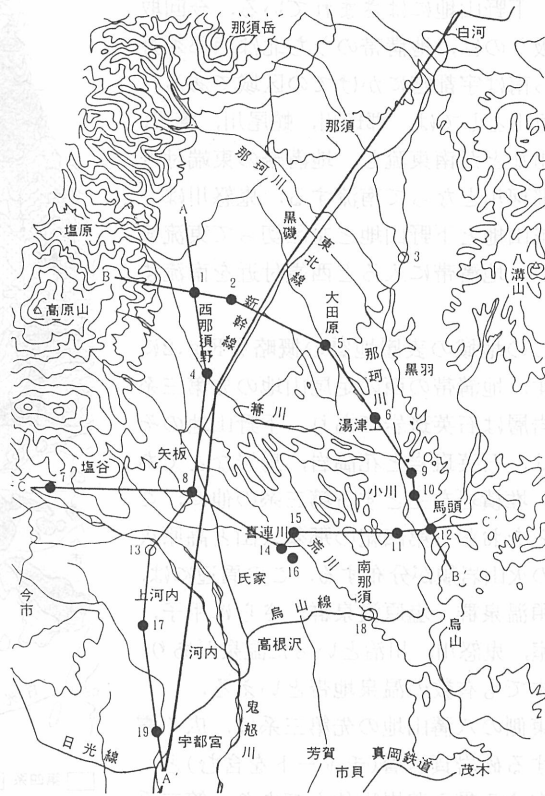 那須岳
白河
那須
那珂川
黒磯
東北線
塩原
A
B
1
2
3
八溝山
高原山
西那須野
新幹線
大田原
5
那珂川
黒羽
4
箒川
湯津上
6
矢板
塩谷
C
7
8
小川
9
10
馬頭
15
喜連川
14
16
荒川
11
12
C'
B'
13
氏家
南那須
今市
上河内
烏山線
18
烏山
17
河内
高根沢
鬼怒川
19
日光線
宇都宮
A'
芳賀
市貝
真岡鉄道
茂木